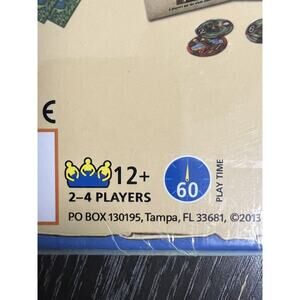 12+
2–4 PLAYERS
60
PLAY TIME
PO BOX 130195, Tampa, FL 33681, ©2013